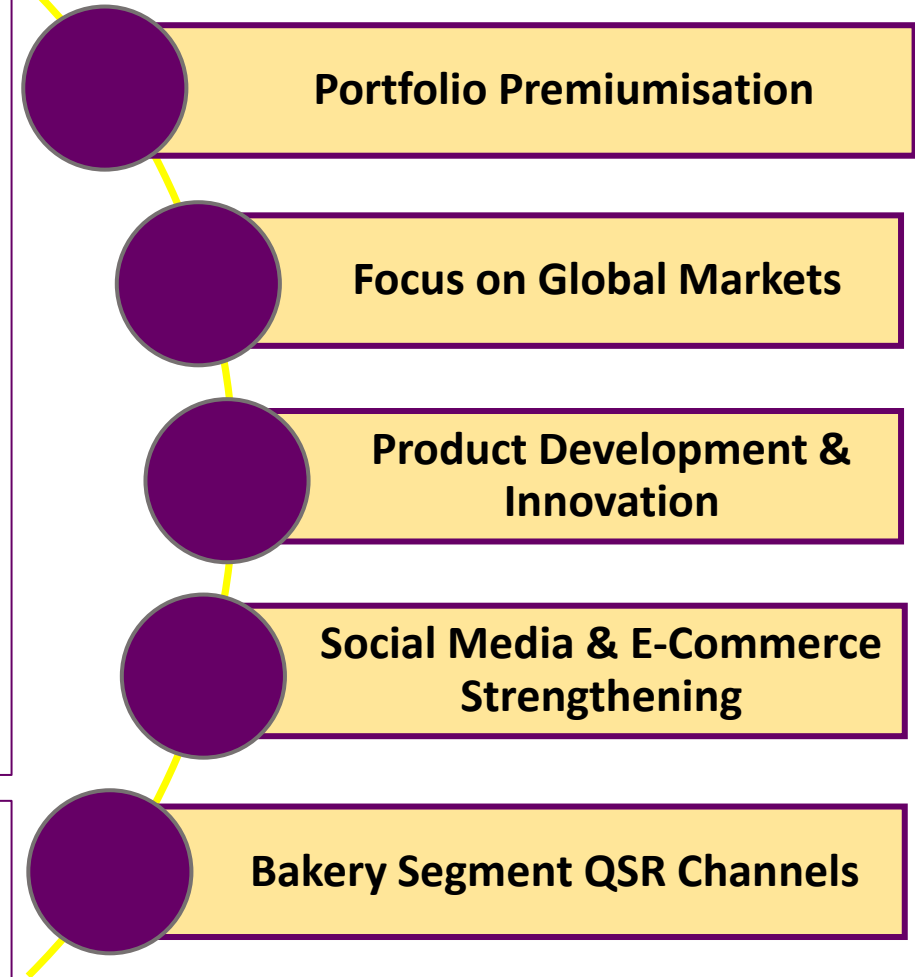 Portfolio Premiumisation
Focus on Global Markets
Product Development &
Innovation
Social Media & E-Commerce
Strengthening
Bakery Segment QSR Channels